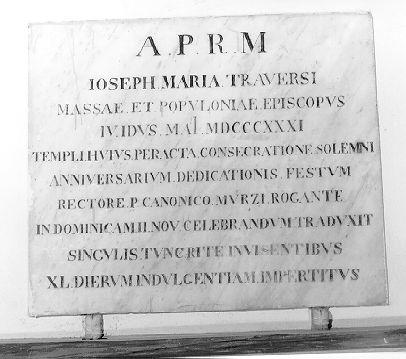 A.P.R.M
IOSEPH.MARIA.TRAVERSI
MASSAE.ET.POPVLONIAE.EPISCOPVS
IV.IDVS.MAI.MDCCCXXXI
TEMPLI.HVIVS.PERACTA.CONSECRATIONE.SOLEMNI
ANNIVERSARIVM.DEDICATIONIS.FESTVM
RECTORE.P.CANONICO.MVRZI.ROGANTE
IN.DOMINICAM.II.NOV.CELEBRANDVM.TRADVXIT
SINGVLIS.TVNC.RITE.INVISENTIBVS
XL.DIERVM.INDVLGENTIAM.IMPERTITVS